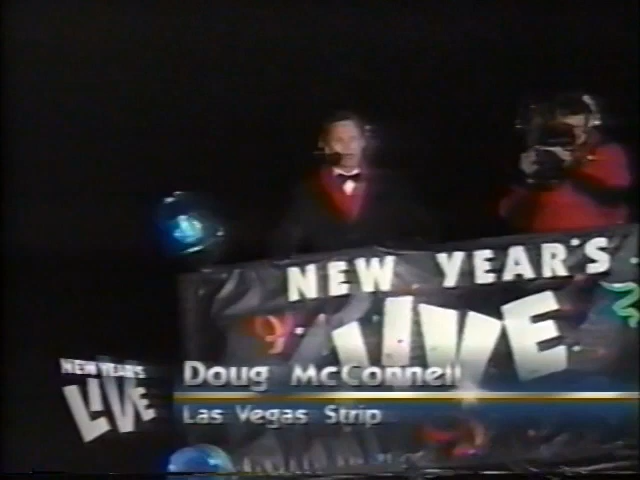 NEW YEAR'S
LIVE
NEW YEAR'S
LIVE
Doug McConnell
Las Vegas Strip